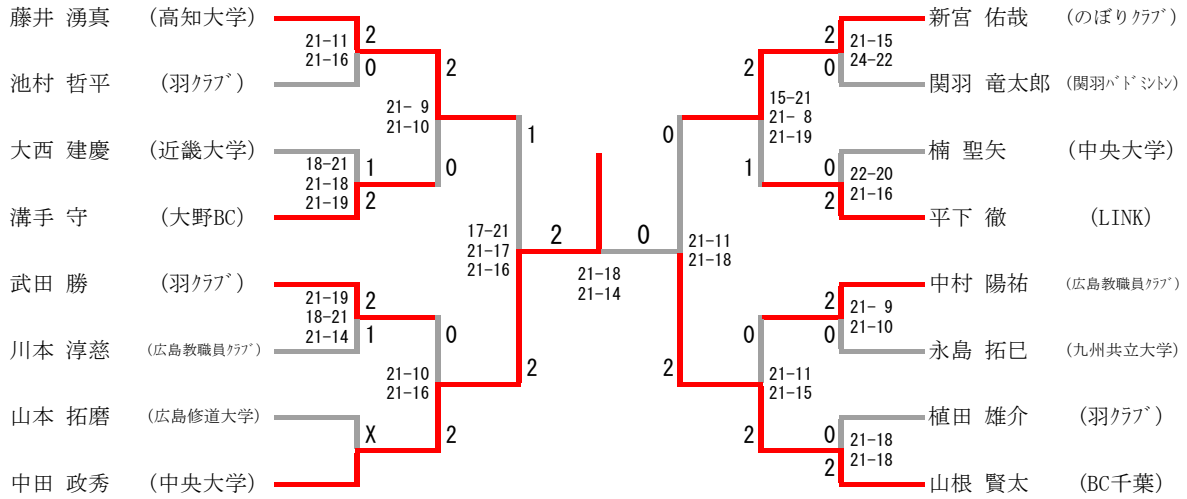 藤井 湧真 (高知大学)
21-11 2
21-16 0
池村 哲平 (羽ｸﾗﾌﾞ)
2
21- 9
21-10
0
大西 建慶 (近畿大学)
18-21 1
21-18
21-19 2
溝手 守 (大野BC)
1
17-21
21-17
21-16
2
武田 勝 (羽ｸﾗﾌﾞ)
21-19 2
18-21
21-14 1
川本 淳慈 (広島教職員ｸﾗﾌﾞ)
0
21-10
21-16
2
山本 拓磨 (広島修道大学)
X
中田 政秀 (中央大学)
2 0
21-18
21-14
新宮 佑哉 (のぼりｸﾗﾌﾞ)
2 21-15
0 24-22
関羽 竜太郎 (関羽ﾊﾞﾄﾞﾐﾝﾄﾝ)
2
15-21
21- 8
21-19
1
楠 聖矢 (中央大学)
0 22-20
2 21-16
平下 徹 (LINK)
0
21-11
21-18
2
中村 陽祐 (広島教職員ｸﾗﾌﾞ)
2 21- 9
0 21-10
永島 拓巳 (九州共立大学)
0
21-11
21-15
2
植田 雄介 (羽ｸﾗﾌﾞ)
0 21-18
2 21-18
山根 賢太 (BC千葉)